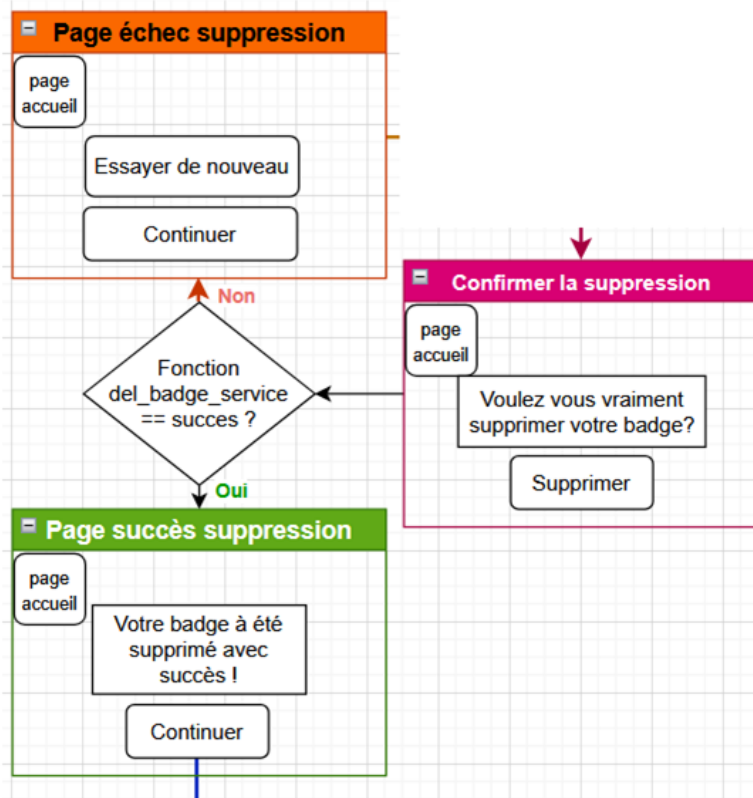 Page échec suppression
page
accueil
Essayer de nouveau
Continuer
Non
Confirmer la suppression
page
accueil
Voulez vous vraiment
supprimer votre badge?
Supprimer
Fonction
del_badge_service
== succes ?
Oui
Page succès suppression
page
accueil
Votre badge à été
supprimé avec
succès !
Continuer